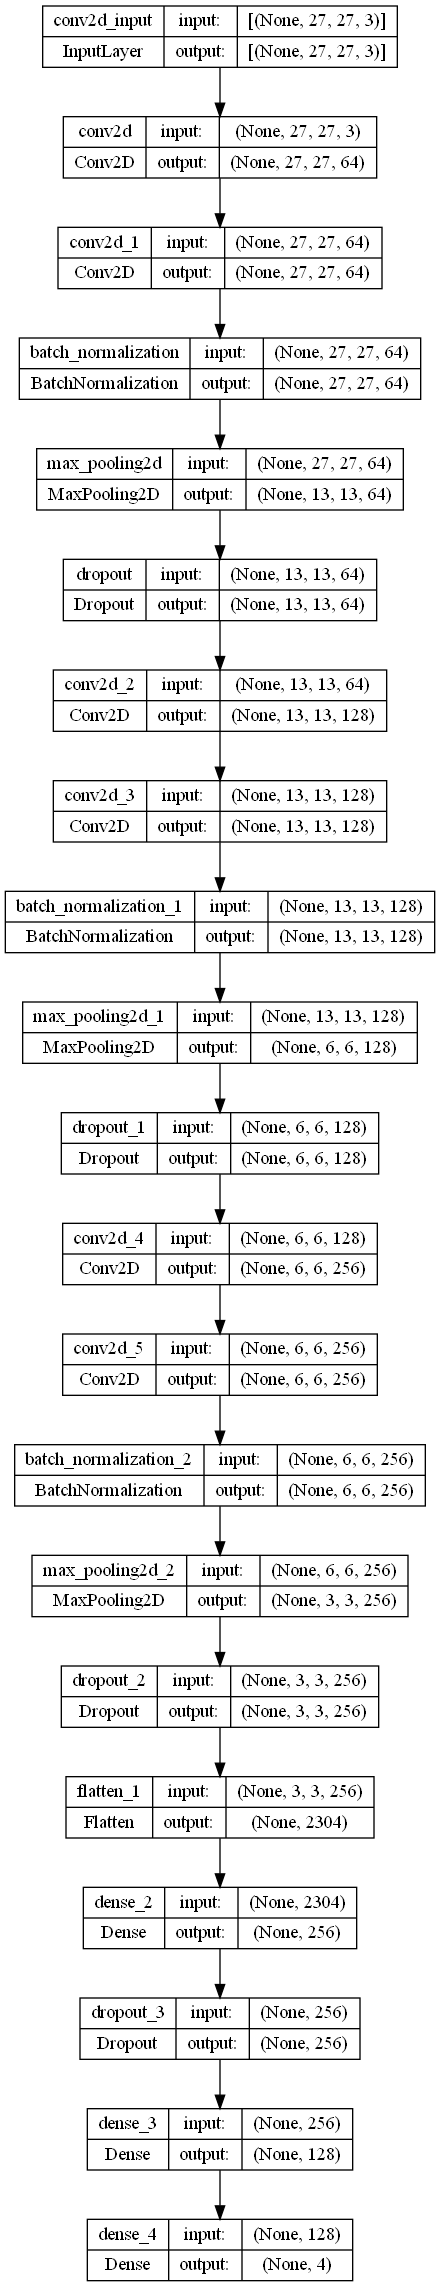 conv2d_input input: [(None, 27, 27, 3)]
InputLayer output: [(None, 27, 27, 3)]
conv2d input: (None, 27, 27, 3)
Conv2D output: (None, 27, 27, 64)
conv2d_1 input: (None, 27, 27, 64)
Conv2D output: (None, 27, 27, 64)
batch_normalization input: (None, 27, 27, 64)
BatchNormalization output: (None, 27, 27, 64)
max_pooling2d input: (None, 27, 27, 64)
MaxPooling2D output: (None, 13, 13, 64)
dropout input: (None, 13, 13, 64)
Dropout output: (None, 13, 13, 64)
conv2d_2 input: (None, 13, 13, 64)
Conv2D output: (None, 13, 13, 128)
conv2d_3 input: (None, 13, 13, 128)
Conv2D output: (None, 13, 13, 128)
batch_normalization_1 input: (None, 13, 13, 128)
BatchNormalization output: (None, 13, 13, 128)
max_pooling2d_1 input: (None, 13, 13, 128)
MaxPooling2D output: (None, 6, 6, 128)
dropout_1 input: (None, 6, 6, 128)
Dropout output: (None, 6, 6, 128)
conv2d_4 input: (None, 6, 6, 128)
Conv2D output: (None, 6, 6, 256)
conv2d_5 input: (None, 6, 6, 256)
Conv2D output: (None, 6, 6, 256)
batch_normalization_2 input: (None, 6, 6, 256)
BatchNormalization output: (None, 6, 6, 256)
max_pooling2d_2 input: (None, 6, 6, 256)
MaxPooling2D output: (None, 3, 3, 256)
dropout_2 input: (None, 3, 3, 256)
Dropout output: (None, 3, 3, 256)
flatten_1 input: (None, 3, 3, 256)
Flatten output: (None, 2304)
dense_2 input: (None, 2304)
Dense output: (None, 256)
dropout_3 input: (None, 256)
Dropout output: (None, 256)
dense_3 input: (None, 256)
Dense output: (None, 128)
dense_4 input: (None, 128)
Dense output: (None, 4)